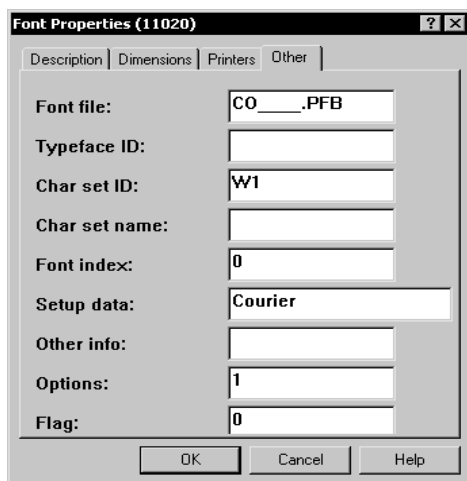 Font Properties (11020) ? ×
Description Dimensions Printers Other
Font file: CO_____.PFB
Typeface ID:
Char set ID: W1
Char set name:
Font index: 0
Setup data: Courier
Other info:
Options: 1
Flag: 0
OK Cancel Help